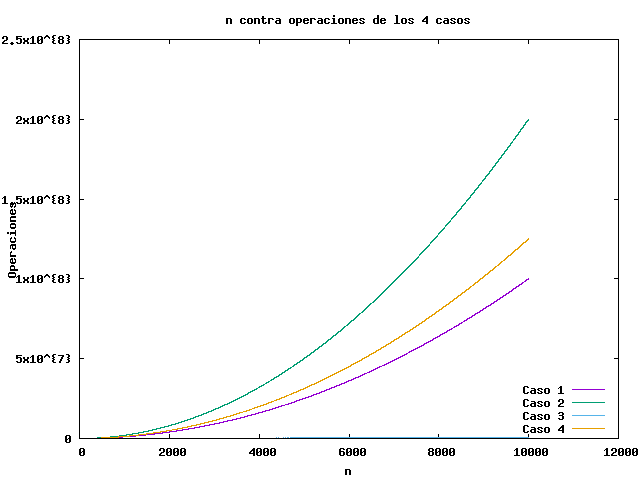 n contra operaciones de los 4 casos
2.5x10^{8}
2x10^{8}
1.5x10^{8}
1x10^{8}
5x10^{7}
0
Operaciones
0 2000 4000 6000 8000 10000 12000
n
Caso 1
Caso 2
Caso 3
Caso 4